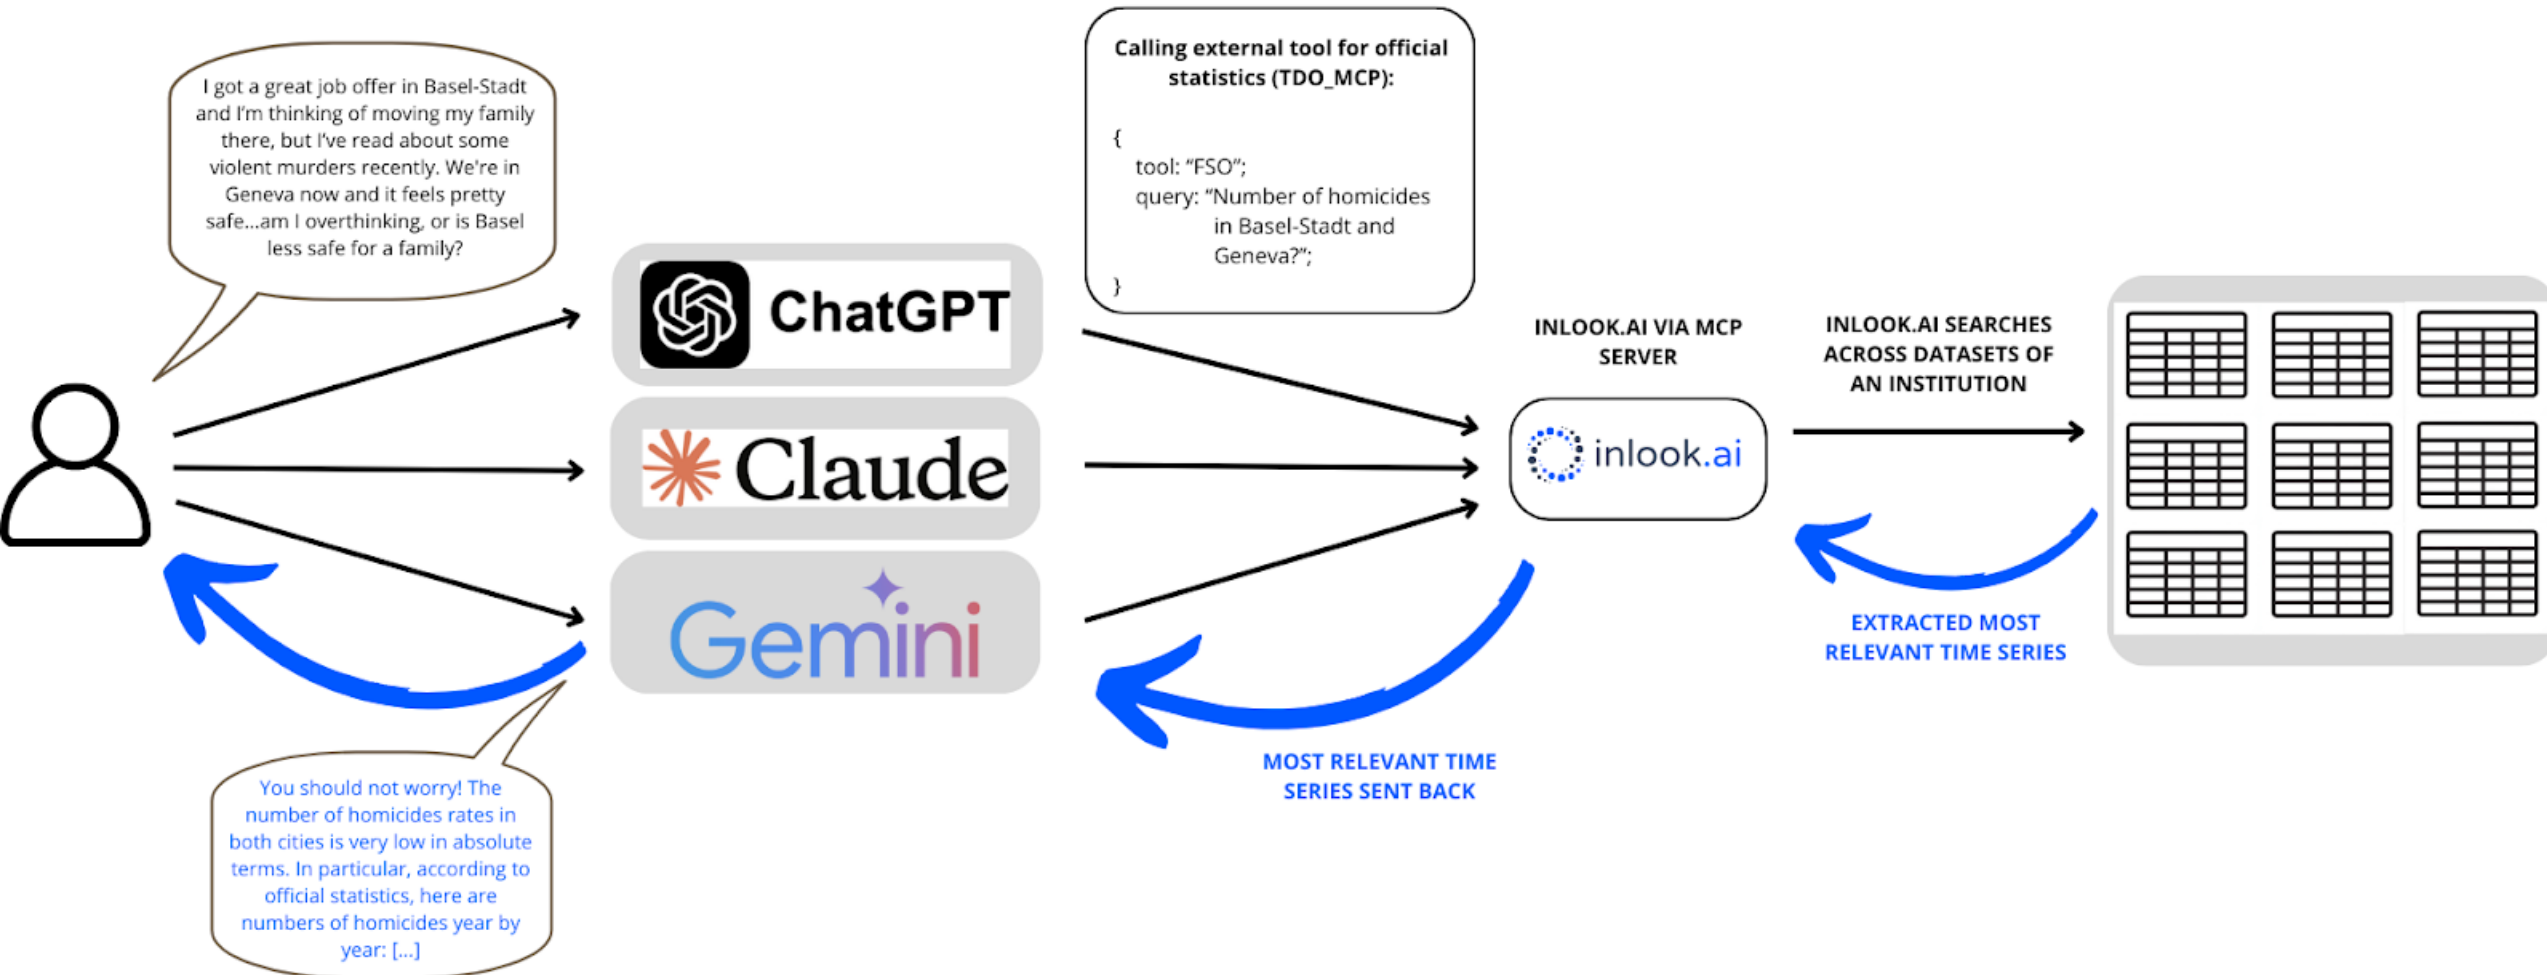 I got a great job offer in Basel-Stadt
and I'm thinking of moving my family
there, but I've read about some
violent murders recently. We're in
Geneva now and it feels pretty
safe...am I overthinking, or is Basel
less safe for a family?
Calling external tool for official
statistics (TDO_MCP):
{
tool: “FSO”;
query: “Number of homicides
in Basel-Stadt and
Geneva?”;
}
ChatGPT
Claude
Gemini
INLOOK.AI VIA MCP
SERVER
inlook.ai
INLOOK.AI SEARCHES
ACROSS DATASETS OF
AN INSTITUTION
EXTRACTED MOST
RELEVANT TIME SERIES
MOST RELEVANT TIME
SERIES SENT BACK
You should not worry! The
number of homicides rates in
both cities is very low in absolute
terms. In particular, according to
official statistics, here are
numbers of homicides year by
year: [...]